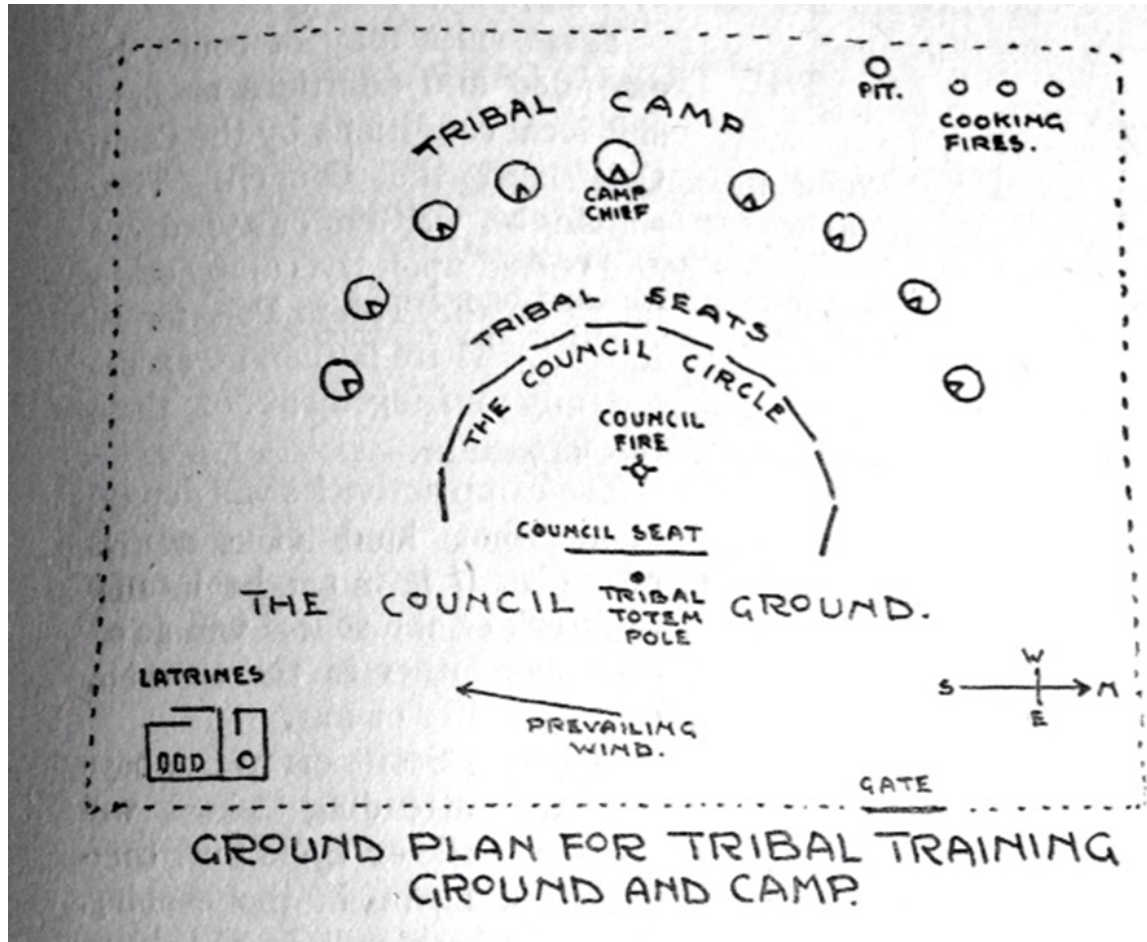 TRIBAL CAMP
PIT.
COOKING
FIRES.
CAMP
CHIEF
TRIBAL SEATS
THE COUNCIL CIRCLE
COUNCIL
FIRE
COUNCIL SEAT
THE COUNCIL GROUND.
TRIBAL
TOTEM
POLE
LATRINES
PREVAILING
WIND.
W
S N
E
GATE
GROUND PLAN FOR TRIBAL TRAINING
GROUND AND CAMP.